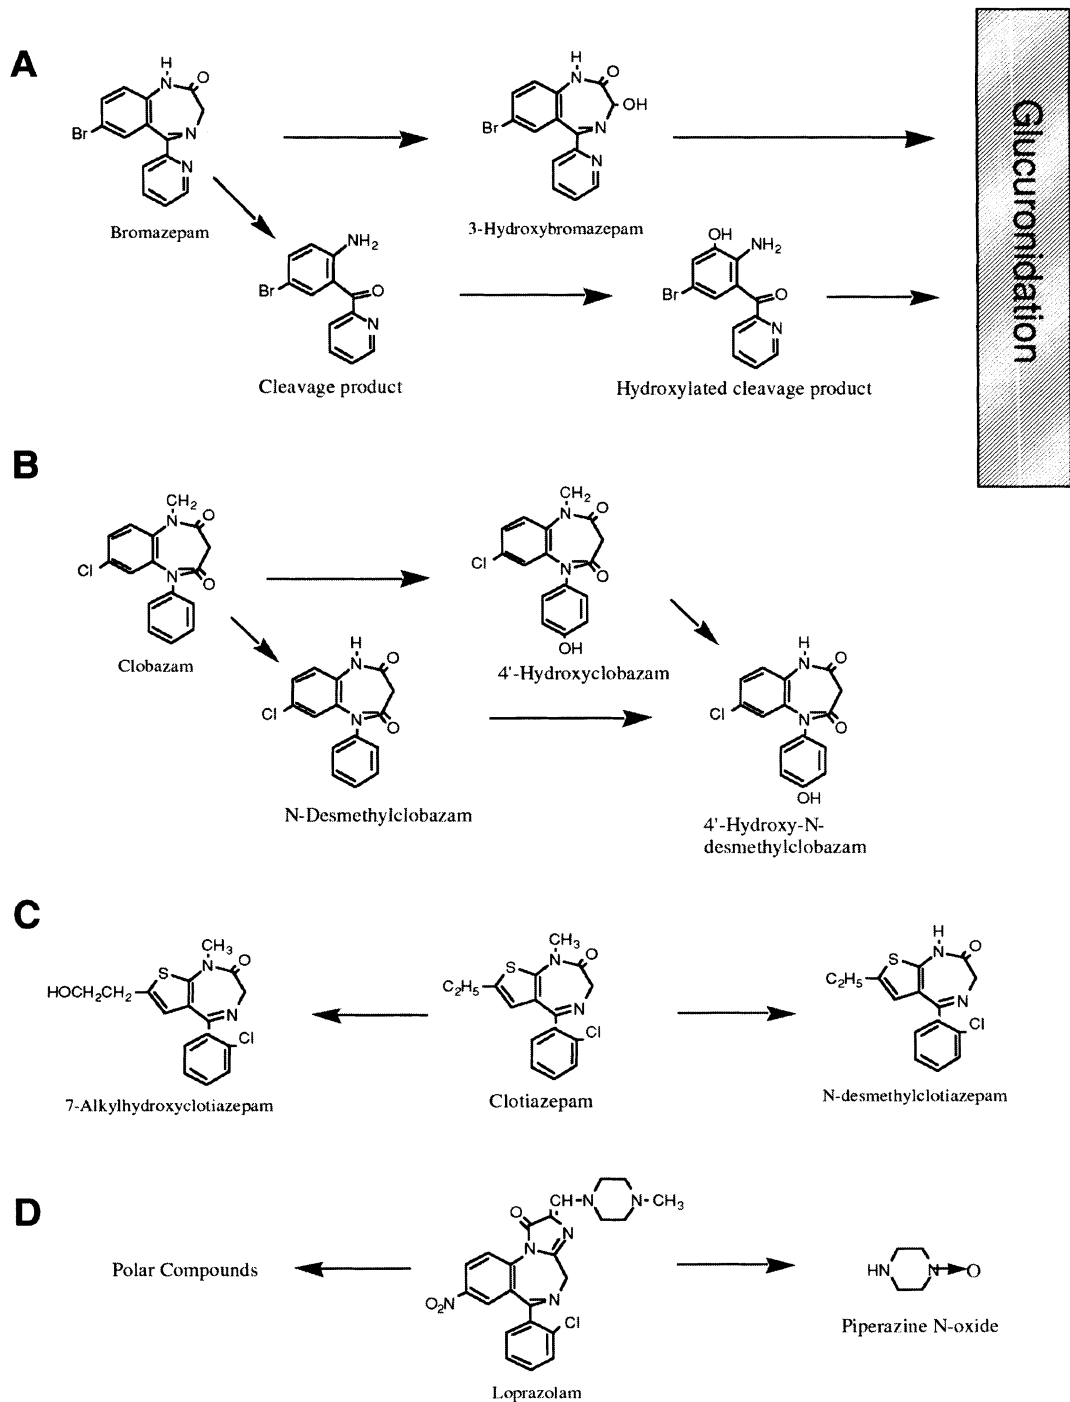 A
H
N
O
Br
N
N
Bromazepam
H
N
O
OH
Br
N
N
3-Hydroxybromazepam
Glucuronidation
NH2
Br
O
N
Cleavage product
OH
NH2
Br
O
N
Hydroxylated cleavage product
B
CH2
N
O
Cl
N
O
Clobazam
CH2
N
O
Cl
N
O
OH
4'-Hydroxyclobazam
H
N
O
Cl
N
O
N-Desmethylclobazam
H
N
O
Cl
N
O
OH
4'-Hydroxy-N-
desmethylclobazam
C
CH3
S
N
O
HOCH2CH2
N
Cl
7-Alkylhydroxyclotiazepam
CH3
S
N
O
C2H5
N
Cl
Clotiazepam
H
S
N
O
C2H5
N
Cl
N-desmethylclotiazepam
D
Polar Compounds
CH
N
N
CH3
O
N
N
O2N
N
Cl
Loprazolam
HN
N
O
Piperazine N-oxide